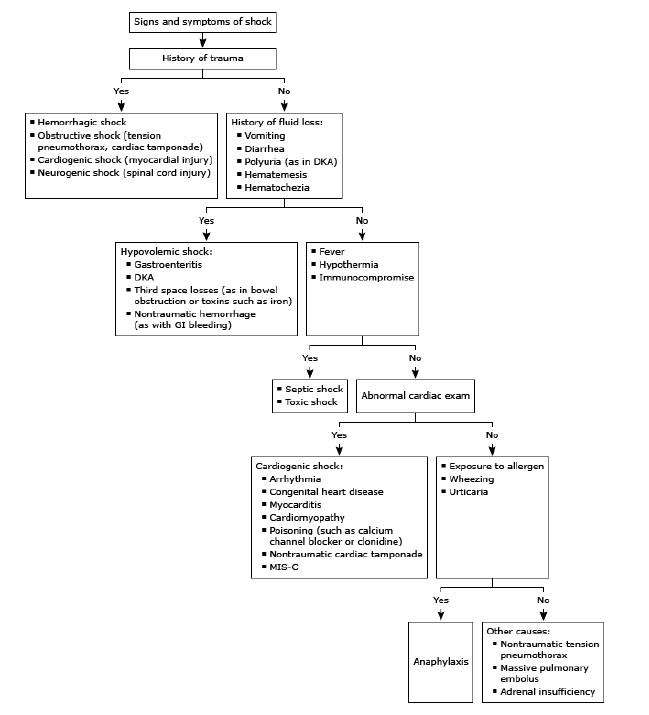 Signs and symptoms of shock
History of trauma
Yes
No
▪ Hemorrhagic shock
▪ Obstructive shock (tension
pneumothorax, cardiac tamponade)
▪ Cardiogenic shock (myocardial injury)
▪ Neurogenic shock (spinal cord injury)
History of fluid loss:
▪ Vomiting
▪ Diarrhea
▪ Polyuria (as in DKA)
▪ Hematemesis
▪ Hematochezia
Yes
No
Hypovolemic shock:
▪ Gastroenteritis
▪ DKA
▪ Third space losses (as in bowel
obstruction or toxins such as iron)
▪ Nontraumatic hemorrhage
(as with GI bleeding)
▪ Fever
▪ Hypothermia
▪ Immunocompromise
Yes
No
▪ Septic shock
▪ Toxic shock
Abnormal cardiac exam
Yes
No
Cardiogenic shock:
▪ Arrhythmia
▪ Congenital heart disease
▪ Myocarditis
▪ Cardiomyopathy
▪ Poisoning (such as calcium
channel blocker or clonidine)
▪ Nontraumatic cardiac tamponade
▪ MIS-C
▪ Exposure to allergen
▪ Wheezing
▪ Urticaria
Yes
No
Anaphylaxis
Other causes:
▪ Nontraumatic tension
pneumothorax
▪ Massive pulmonary
embolus
▪ Adrenal insufficiency